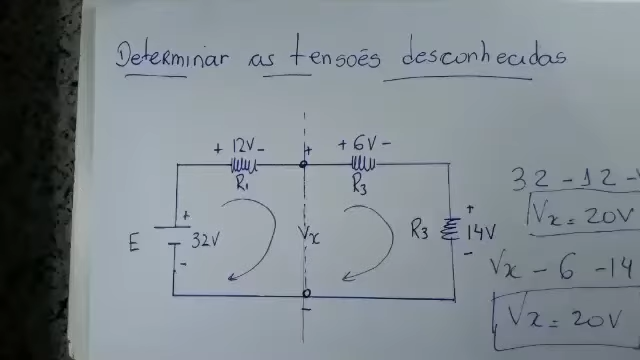 Determinar as tensoēs desconhecidas
+ 12V - + + 6V -
R1 R3
+ +
E 32V Vx R3 14V
- -
-
32 - 12 -
Vx = 20V
Vx - 6 - 14
Vx = 20V